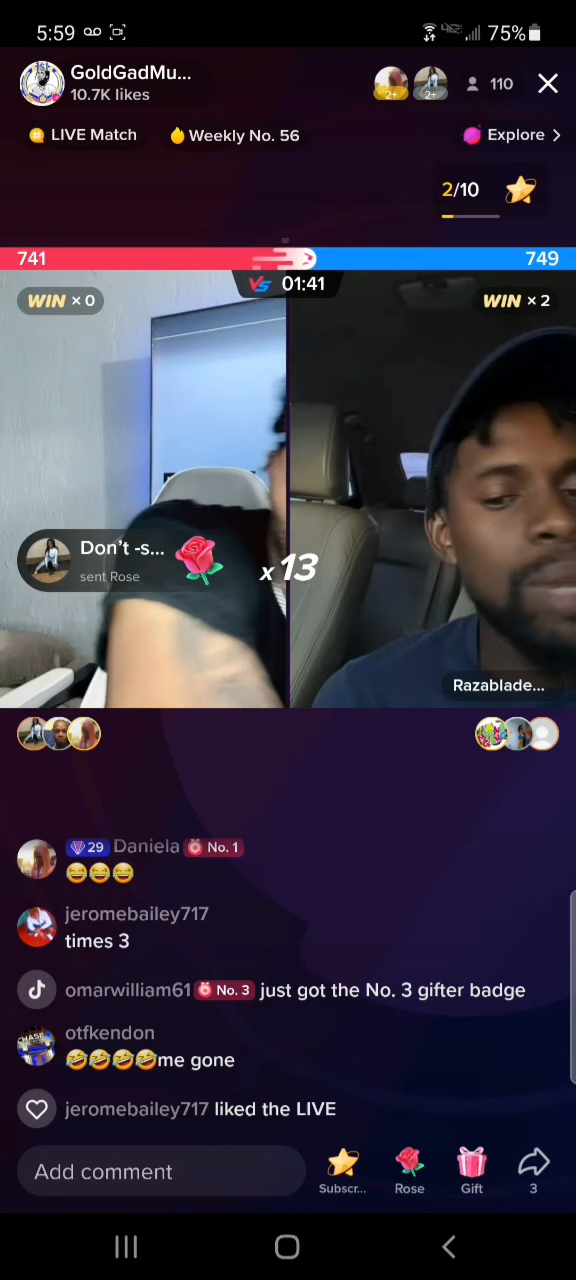 5:59
75%
GoldGadMu...
10.7K likes
2+
2+
110
LIVE Match
Weekly No. 56
Explore >
2/10
741
749
VS 01:41
WIN x 0
WIN x 2
Don't -s...
sent Rose
x 13
Razablade...
29 Daniela No. 1
😂😂😂
jeromebailey717
times 3
omarwilliam61 No. 3 just got the No. 3 gifter badge
otfkendon
🤣🤣🤣🤣me gone
jeromebailey717 liked the LIVE
Add comment
Subscr...
Rose
Gift
3